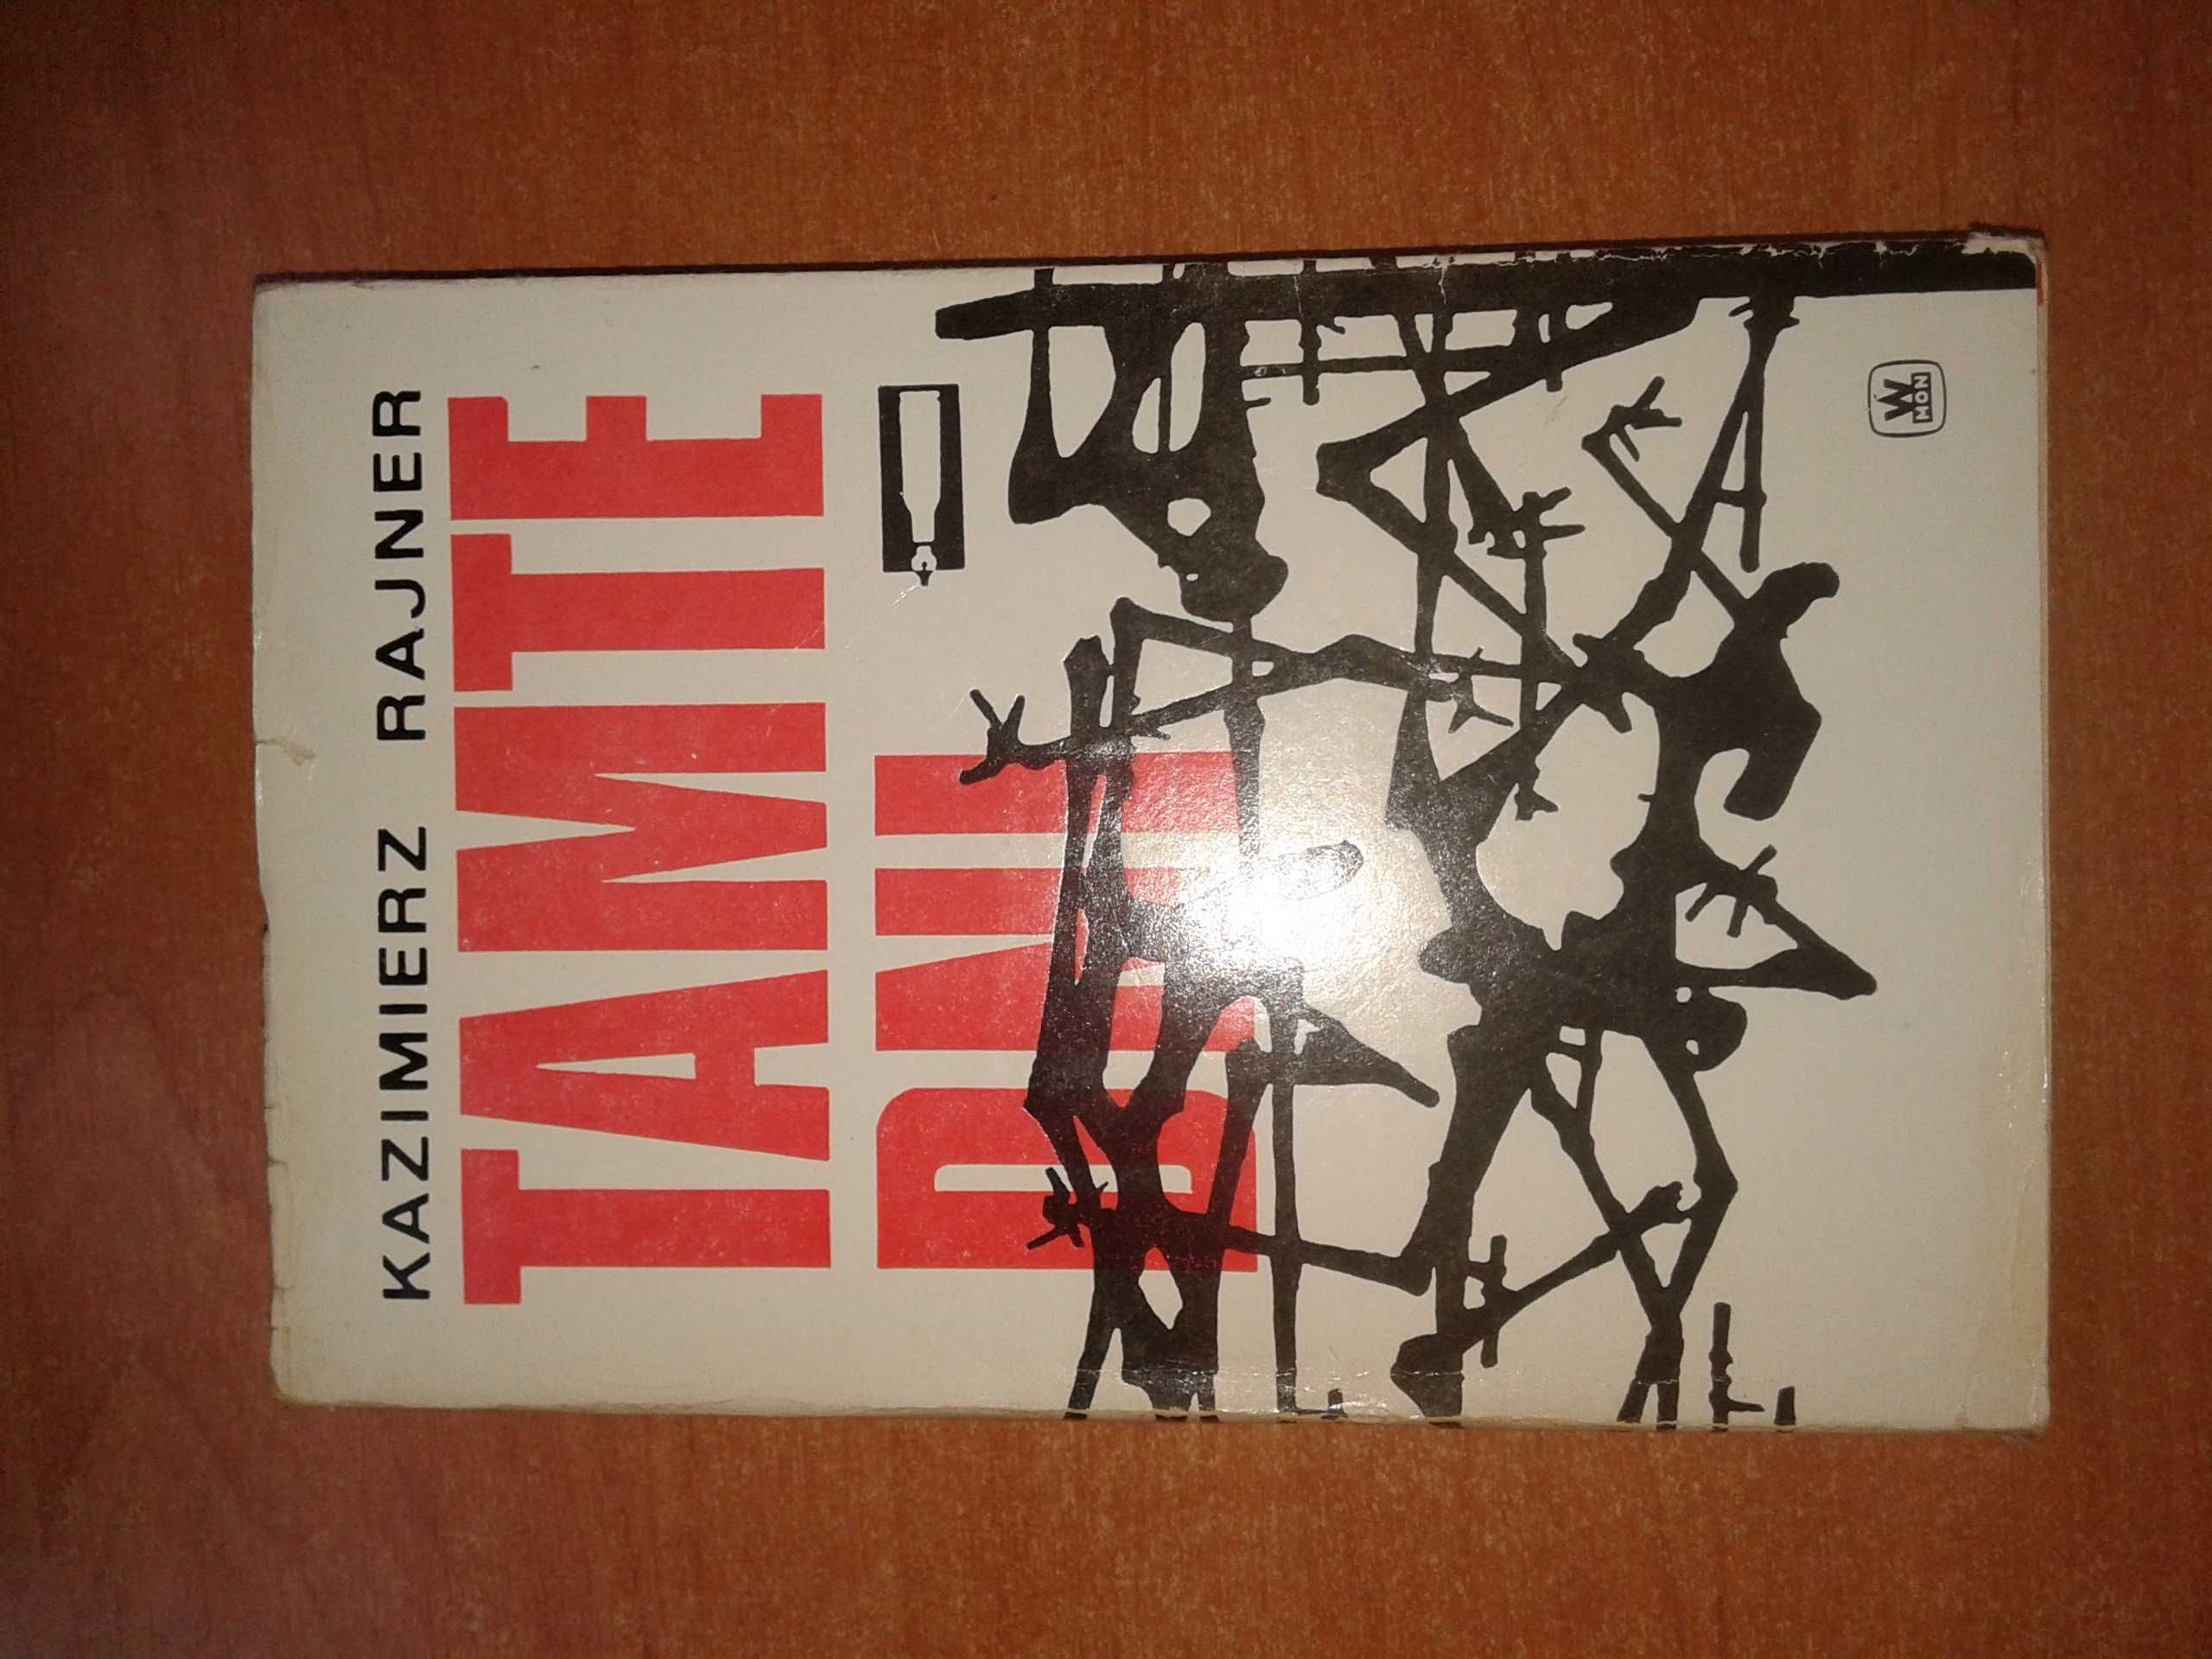 KAZIMIERZ RAJNER
TAMTE
DNI
W
MON